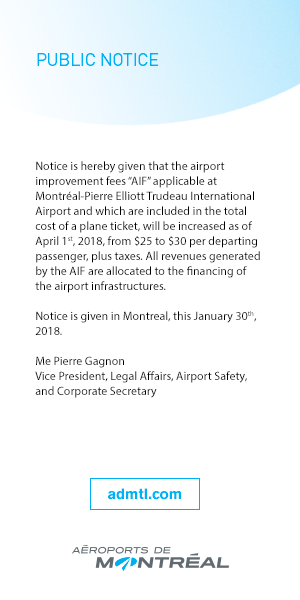 PUBLIC NOTICE
Notice is hereby given that the airport
improvement fees “AIF” applicable at
Montréal-Pierre Elliott Trudeau International
Airport and which are included in the total
cost of a plane ticket, will be increased as of
April 1st, 2018, from $25 to $30 per departing
passenger, plus taxes. All revenues generated
by the AIF are allocated to the financing of
the airport infrastructures.
Notice is given in Montreal, this January 30th,
2018.
Me Pierre Gagnon
Vice President, Legal Affairs, Airport Safety,
and Corporate Secretary
admtl.com
AÉROPORTS DE
MONTRÉAL